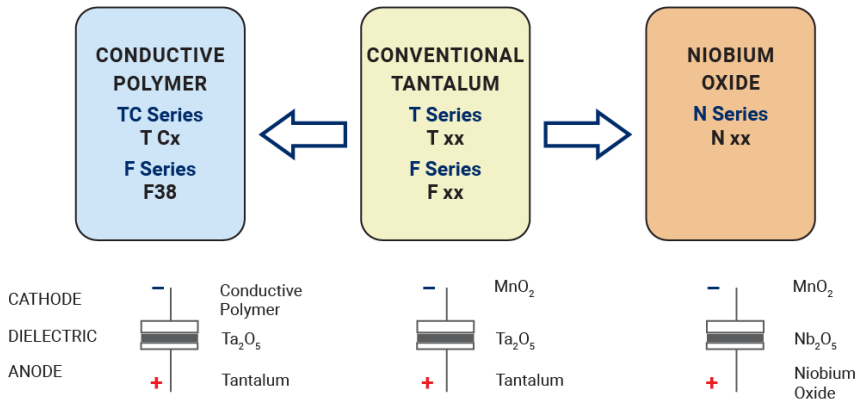 CONDUCTIVE
POLYMER
TC Series
T Cx
F Series
F38
CONVENTIONAL
TANTALUM
T Series
T xx
F Series
F xx
NIOBIUM
OXIDE
N Series
N xx
CATHODE
DIELECTRIC
ANODE
−
Conductive
Polymer
Ta₂O₅
+
Tantalum
−
MnO₂
Ta₂O₅
+
Tantalum
−
MnO₂
Nb₂O₅
+
Niobium
Oxide